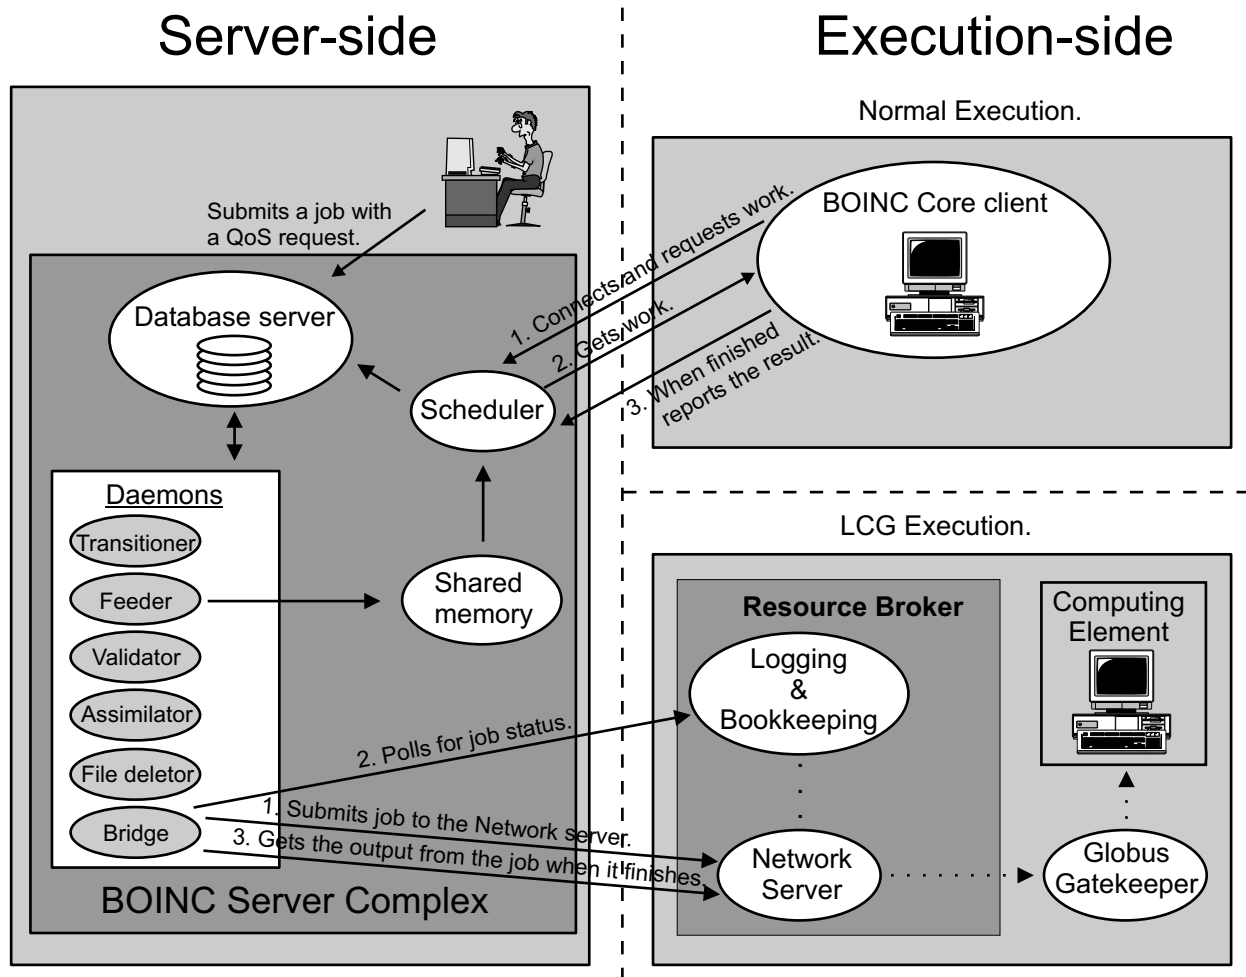 Server-side
Execution-side
Normal Execution.
Submits a job with
a QoS request.
Database server
Scheduler
1. Connects and requests work.
2. Gets work.
3. When finished
reports the result.
BOINC Core client
Daemons
Transitioner
Feeder
Validator
Assimilator
File deletor
Bridge
Shared
memory
BOINC Server Complex
2. Polls for job status.
1. Submits job to the Network server.
3. Gets the output from the job when it finishes.
LCG Execution.
Resource Broker
Logging
&
Bookkeeping
Network
Server
Computing
Element
Globus
Gatekeeper